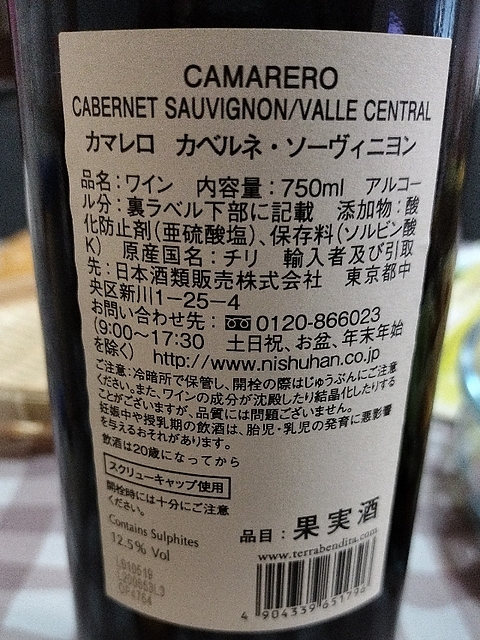 CAMARERO
CABERNET SAUVIGNON/VALLE CENTRAL
カマレロ カベルネ・ソーヴィニヨン
品名：ワイン 内容量：750ml アルコー
ル分：裏ラベル下部に記載 添加物：酸
化防止剤(亜硫酸塩)、保存料(ソルビン酸
K) 原産国名：チリ 輸入者及び引取
先：日本酒類販売株式会社 東京都中
央区新川1－25－4
お問い合わせ先：0120-866023
(9:00～17:30 土日祝、お盆、年末年始
を除く) http://www.nishuhan.co.jp
ご注意：冷暗所で保管し、開栓の際はじゅうぶんにご注意
ください。また、ワインの成分が沈殿したり結晶化したりする
ことがございますが、品質には問題ございません。
妊娠中や授乳期の飲酒は、胎児・乳児の発育に悪影響
を与えるおそれがあります。
飲酒は20歳になってから
スクリューキャップ使用
開栓時には十分にご注意
ください。
Contains Sulphites
12.5% Vol
品目：果実酒
www.terrabendita.com
4 904339 65179